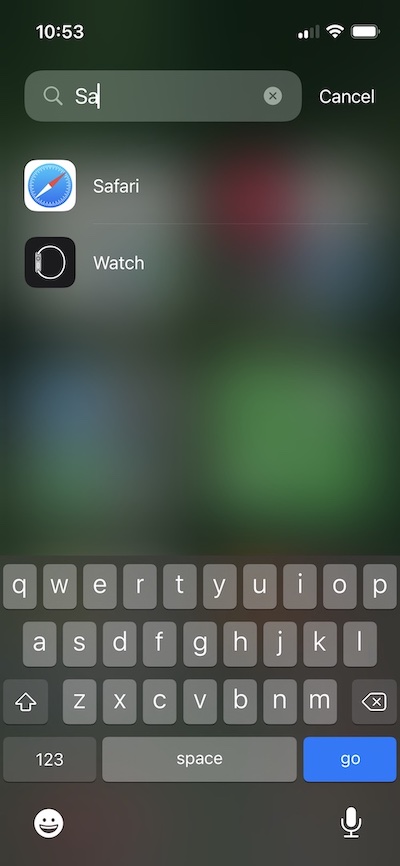 10:53
Sa
Cancel
Safari
Watch
q w e r t y u i o p
a s d f g h j k l
z x c v b n m
123 space go